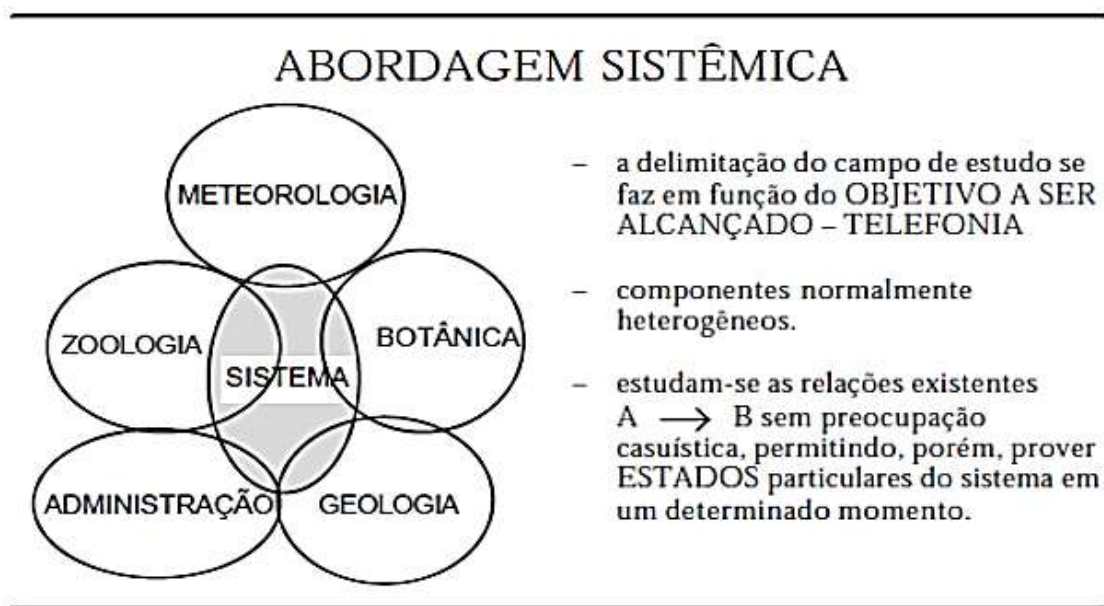 ABORDAGEM SISTÊMICA
METEOROLOGIA
ZOOLOGIA
BOTÂNICA
SISTEMA
ADMINISTRAÇÃO
GEOLOGIA
– a delimitação do campo de estudo se
faz em função do OBJETIVO A SER
ALCANÇADO – TELEFONIA
– componentes normalmente
heterogêneos.
– estudam-se as relações existentes
A → B sem preocupação
casuística, permitindo, porém, prover
ESTADOS particulares do sistema em
um determinado momento.